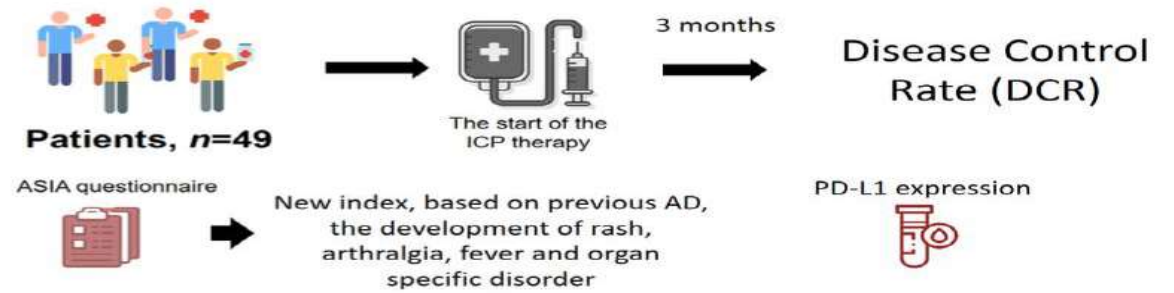 3 months
Disease Control
Rate (DCR)
Patients, n=49
The start of the
ICP therapy
ASIA questionnaire
New index, based on previous AD,
the development of rash,
arthralgia, fever and organ
specific disorder
PD-L1 expression